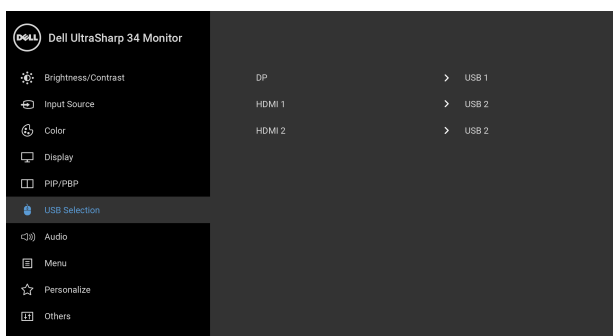 DELL Dell UltraSharp 34 Monitor
Brightness/Contrast
DP USB 1
Input Source
HDMI 1 USB 2
Color
HDMI 2 USB 2
Display
PIP/PBP
USB Selection
Audio
Menu
Personalize
Others